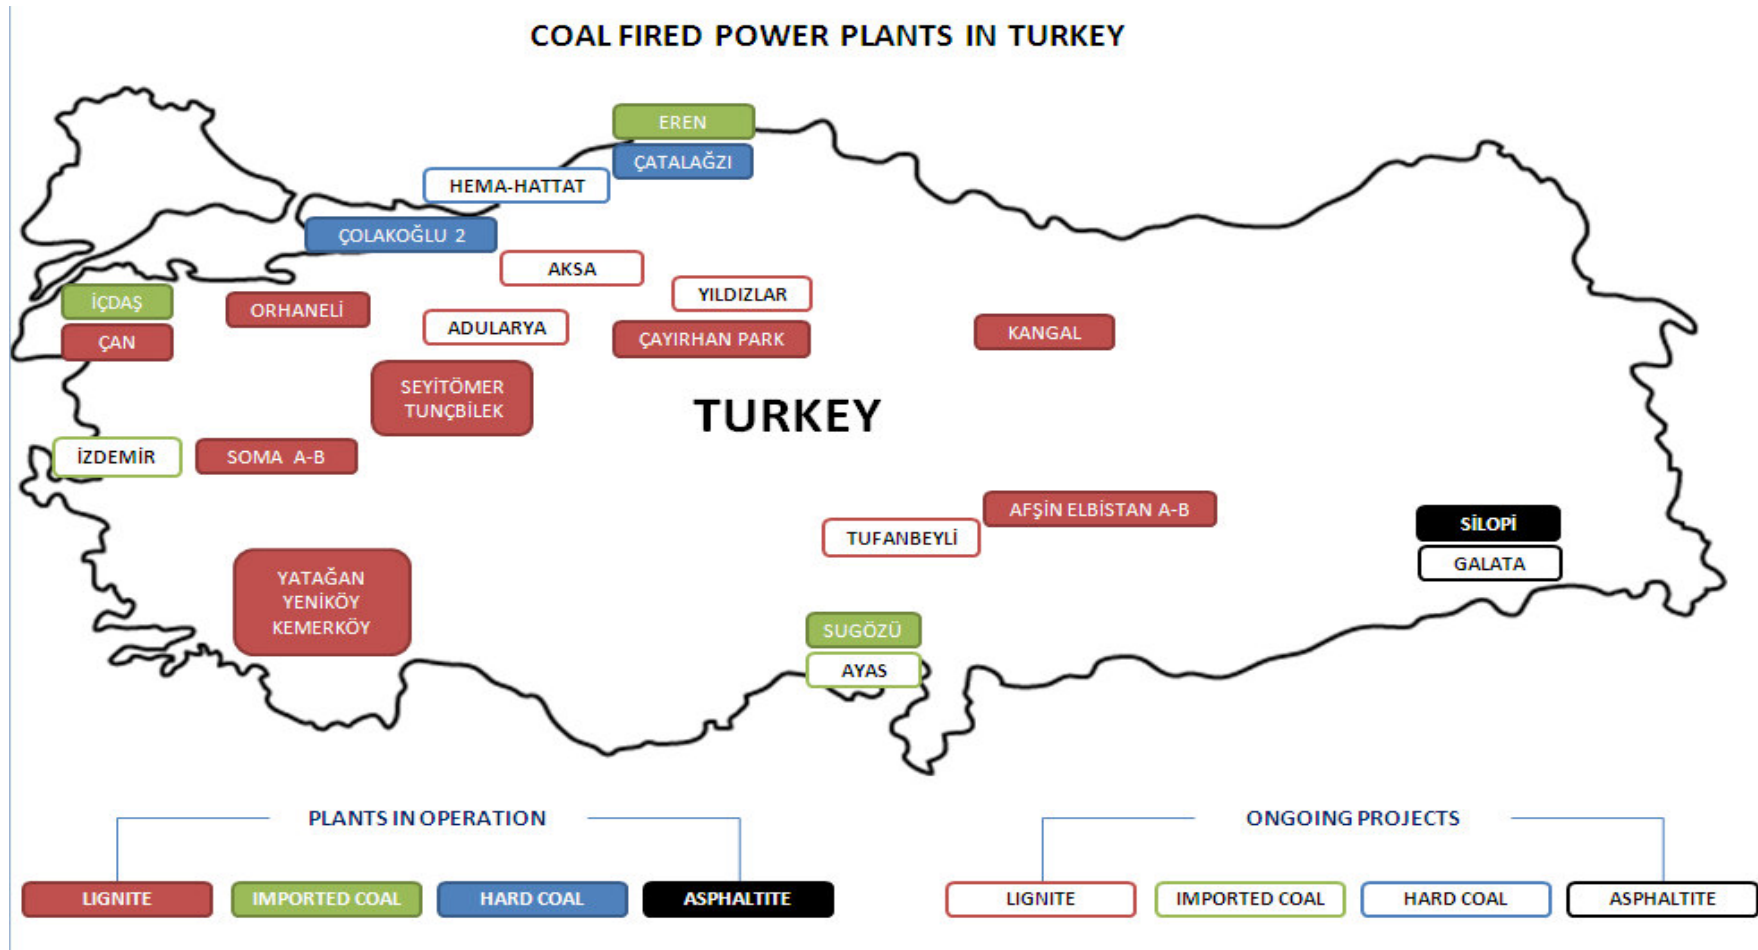 COAL FIRED POWER PLANTS IN TURKEY
EREN
ÇATALAĞZI
HEMA-HATTAT
ÇOLAKOĞLU 2
AKSA
YILDIZLAR
İÇDAŞ
ORHANELİ
ADULARYA
ÇAYIRHAN PARK
KANGAL
ÇAN
SEYİTÖMER
TUNÇBİLEK
TURKEY
İZDEMİR
SOMA A-B
AFŞİN ELBİSTAN A-B
TUFANBEYLİ
SİLOPİ
GALATA
YATAĞAN
YENİKÖY
KEMERKÖY
SUGÖZÜ
AYAS
PLANTS IN OPERATION
LIGNITE
IMPORTED COAL
HARD COAL
ASPHALTITE
ONGOING PROJECTS
LIGNITE
IMPORTED COAL
HARD COAL
ASPHALTITE